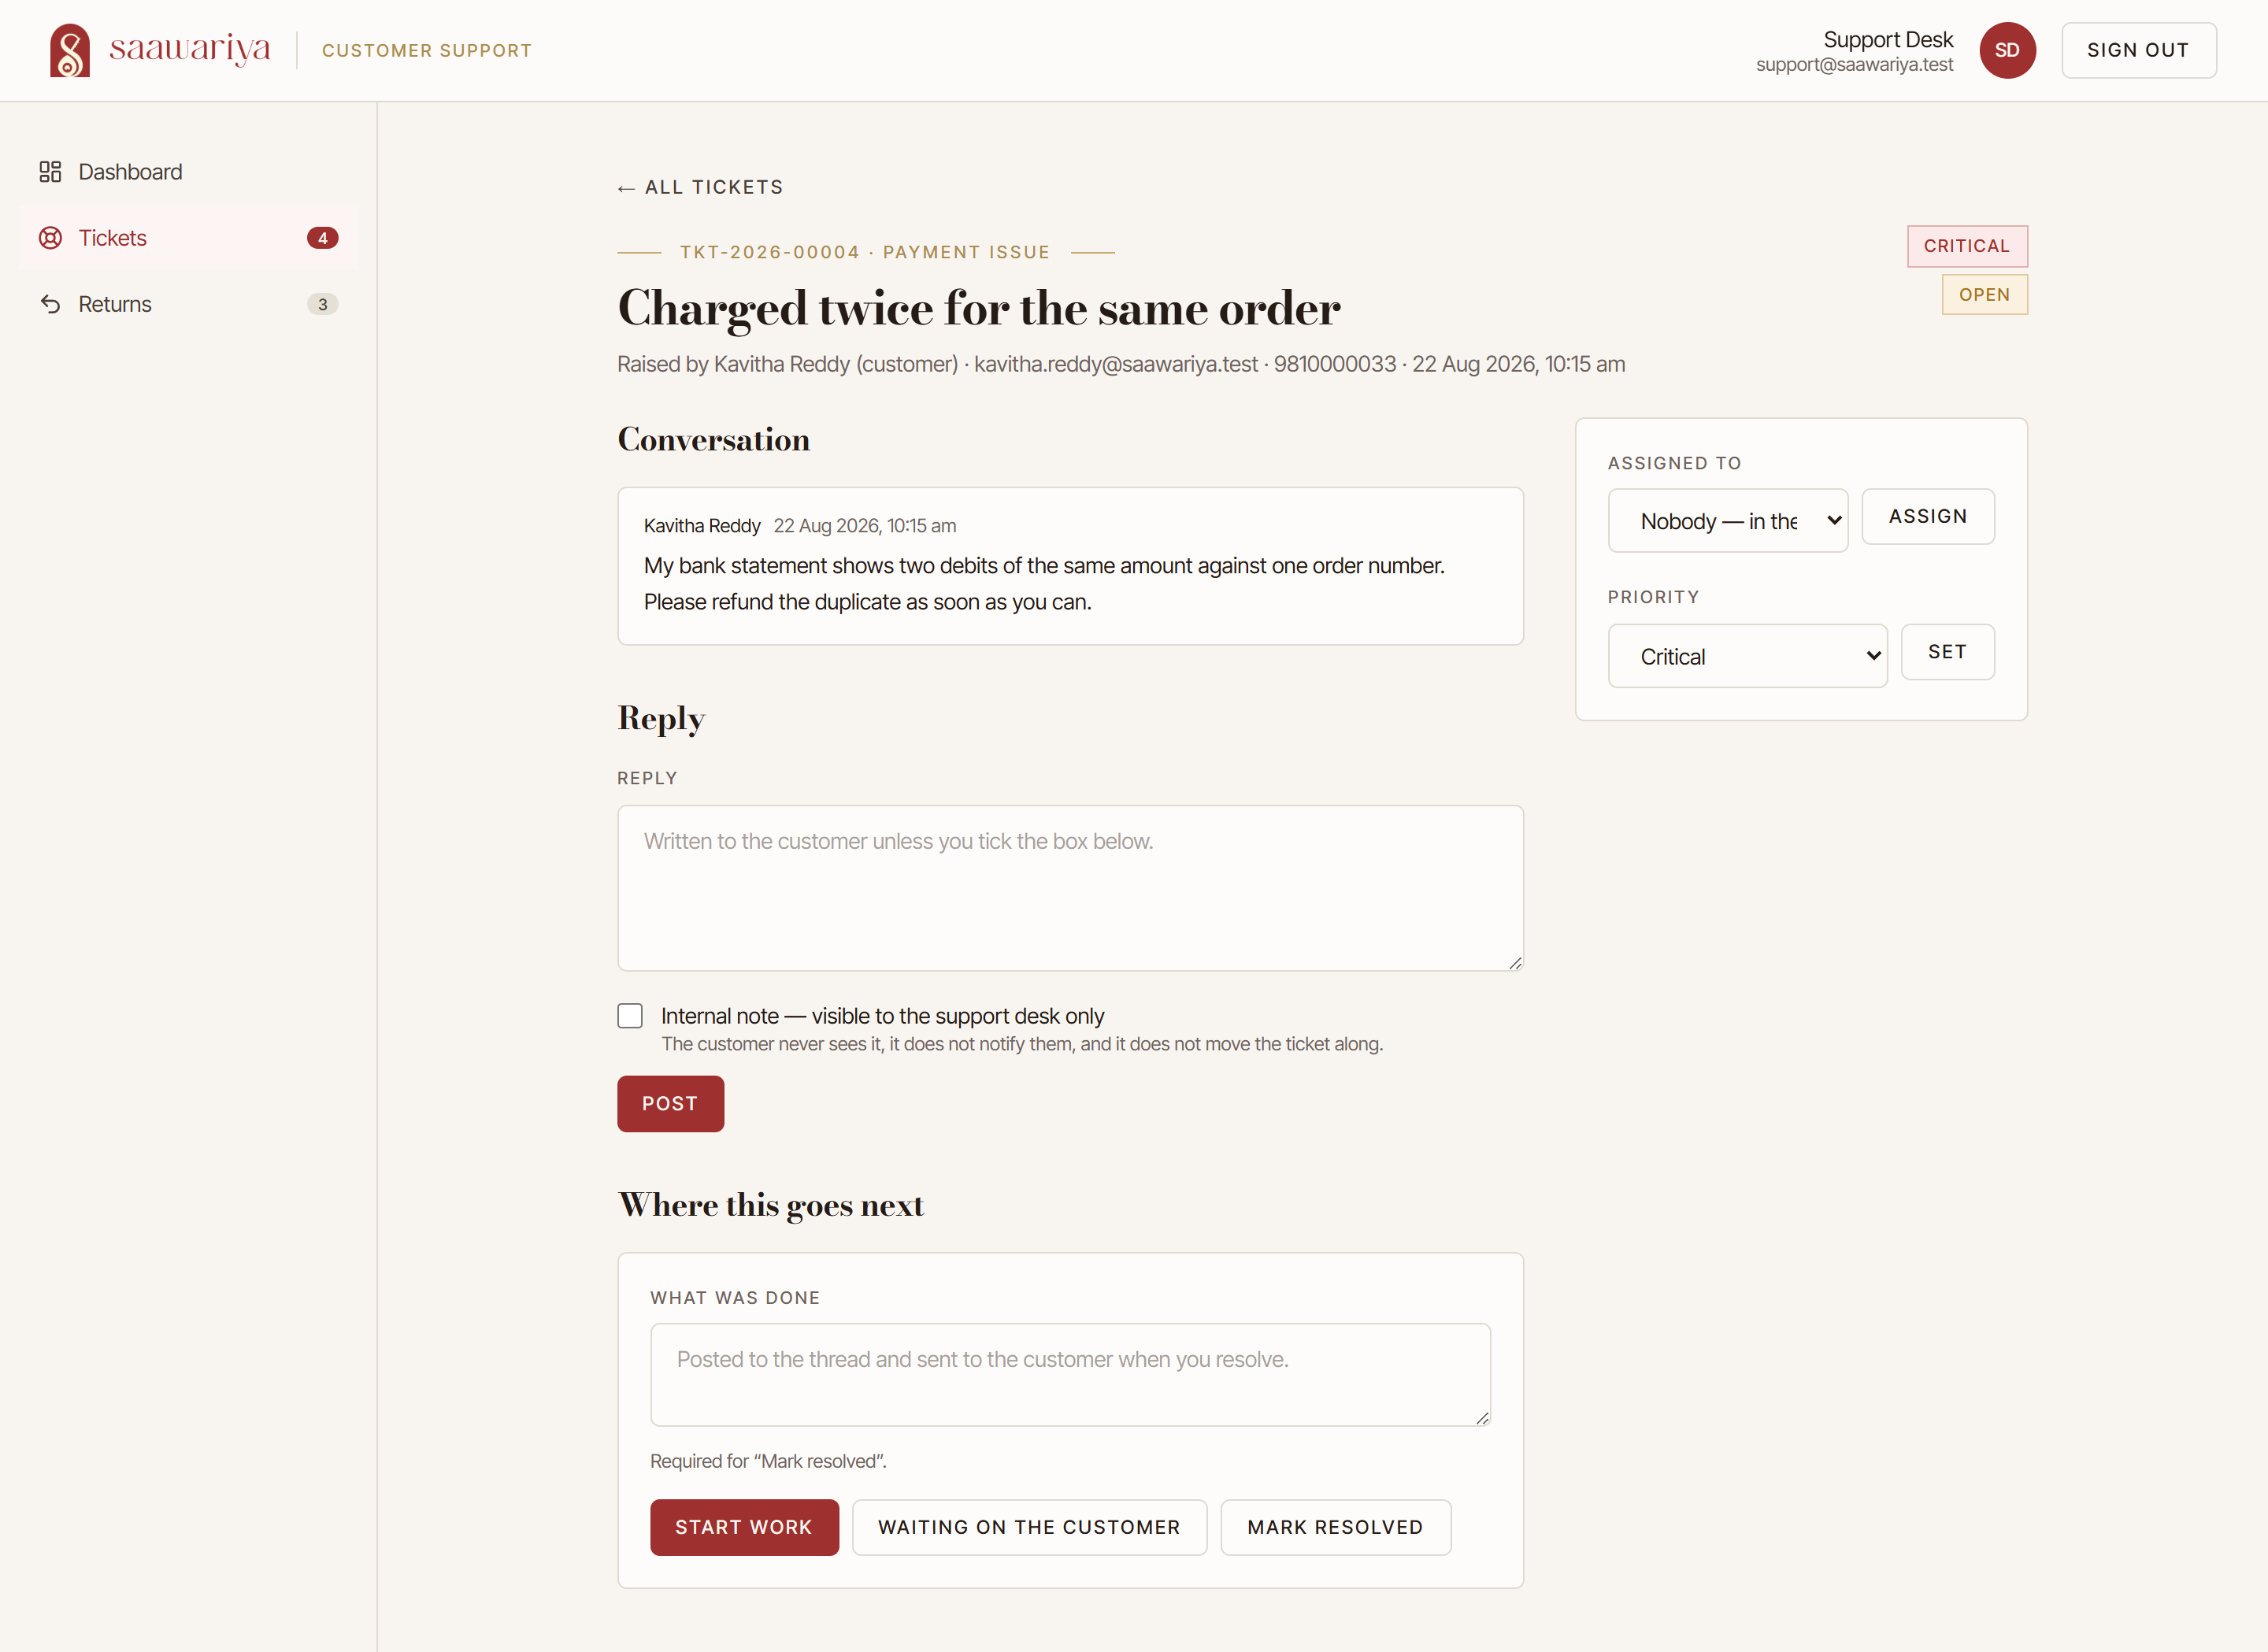 saawariya
CUSTOMER SUPPORT
Support Desk
support@saawariya.test
SD
SIGN OUT
Dashboard
Tickets 4
Returns 3
← ALL TICKETS
TKT-2026-00004 · PAYMENT ISSUE
CRITICAL
OPEN
Charged twice for the same order
Raised by Kavitha Reddy (customer) · kavitha.reddy@saawariya.test · 9810000033 · 22 Aug 2026, 10:15 am
Conversation
Kavitha Reddy 22 Aug 2026, 10:15 am
My bank statement shows two debits of the same amount against one order number.
Please refund the duplicate as soon as you can.
ASSIGNED TO
Nobody — in the
ASSIGN
PRIORITY
Critical
SET
Reply
REPLY
Written to the customer unless you tick the box below.
Internal note — visible to the support desk only
The customer never sees it, it does not notify them, and it does not move the ticket along.
POST
Where this goes next
WHAT WAS DONE
Posted to the thread and sent to the customer when you resolve.
Required for “Mark resolved”.
START WORK
WAITING ON THE CUSTOMER
MARK RESOLVED